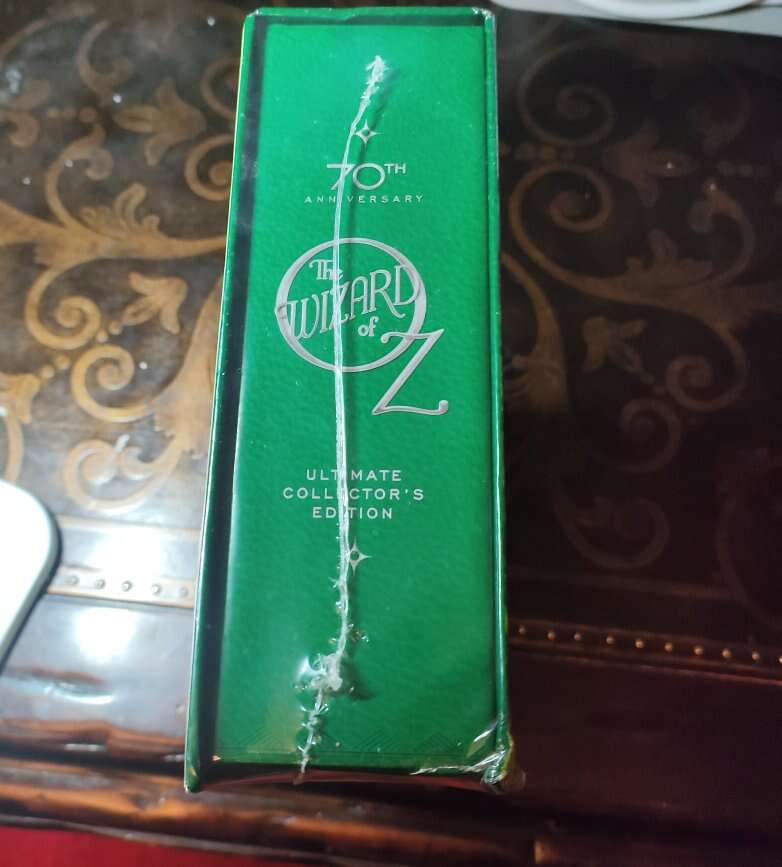 70TH
ANNIVERSARY
The
WIZARD
of
OZ
ULTIMATE
COLLECTOR'S
EDITION